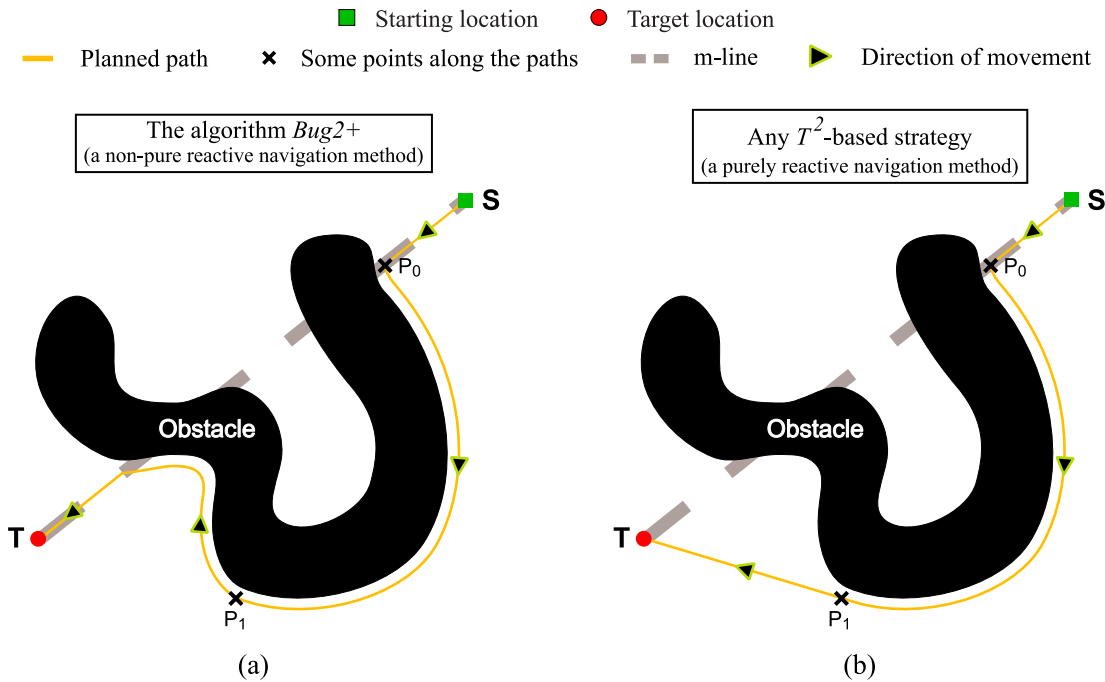 Starting location Target location
Planned path Some points along the paths m-line Direction of movement
The algorithm Bug2+
(a non-pure reactive navigation method)
Any T²-based strategy
(a purely reactive navigation method)
S
P₀
Obstacle
T
P₁
(a)
S
P₀
Obstacle
T
P₁
(b)